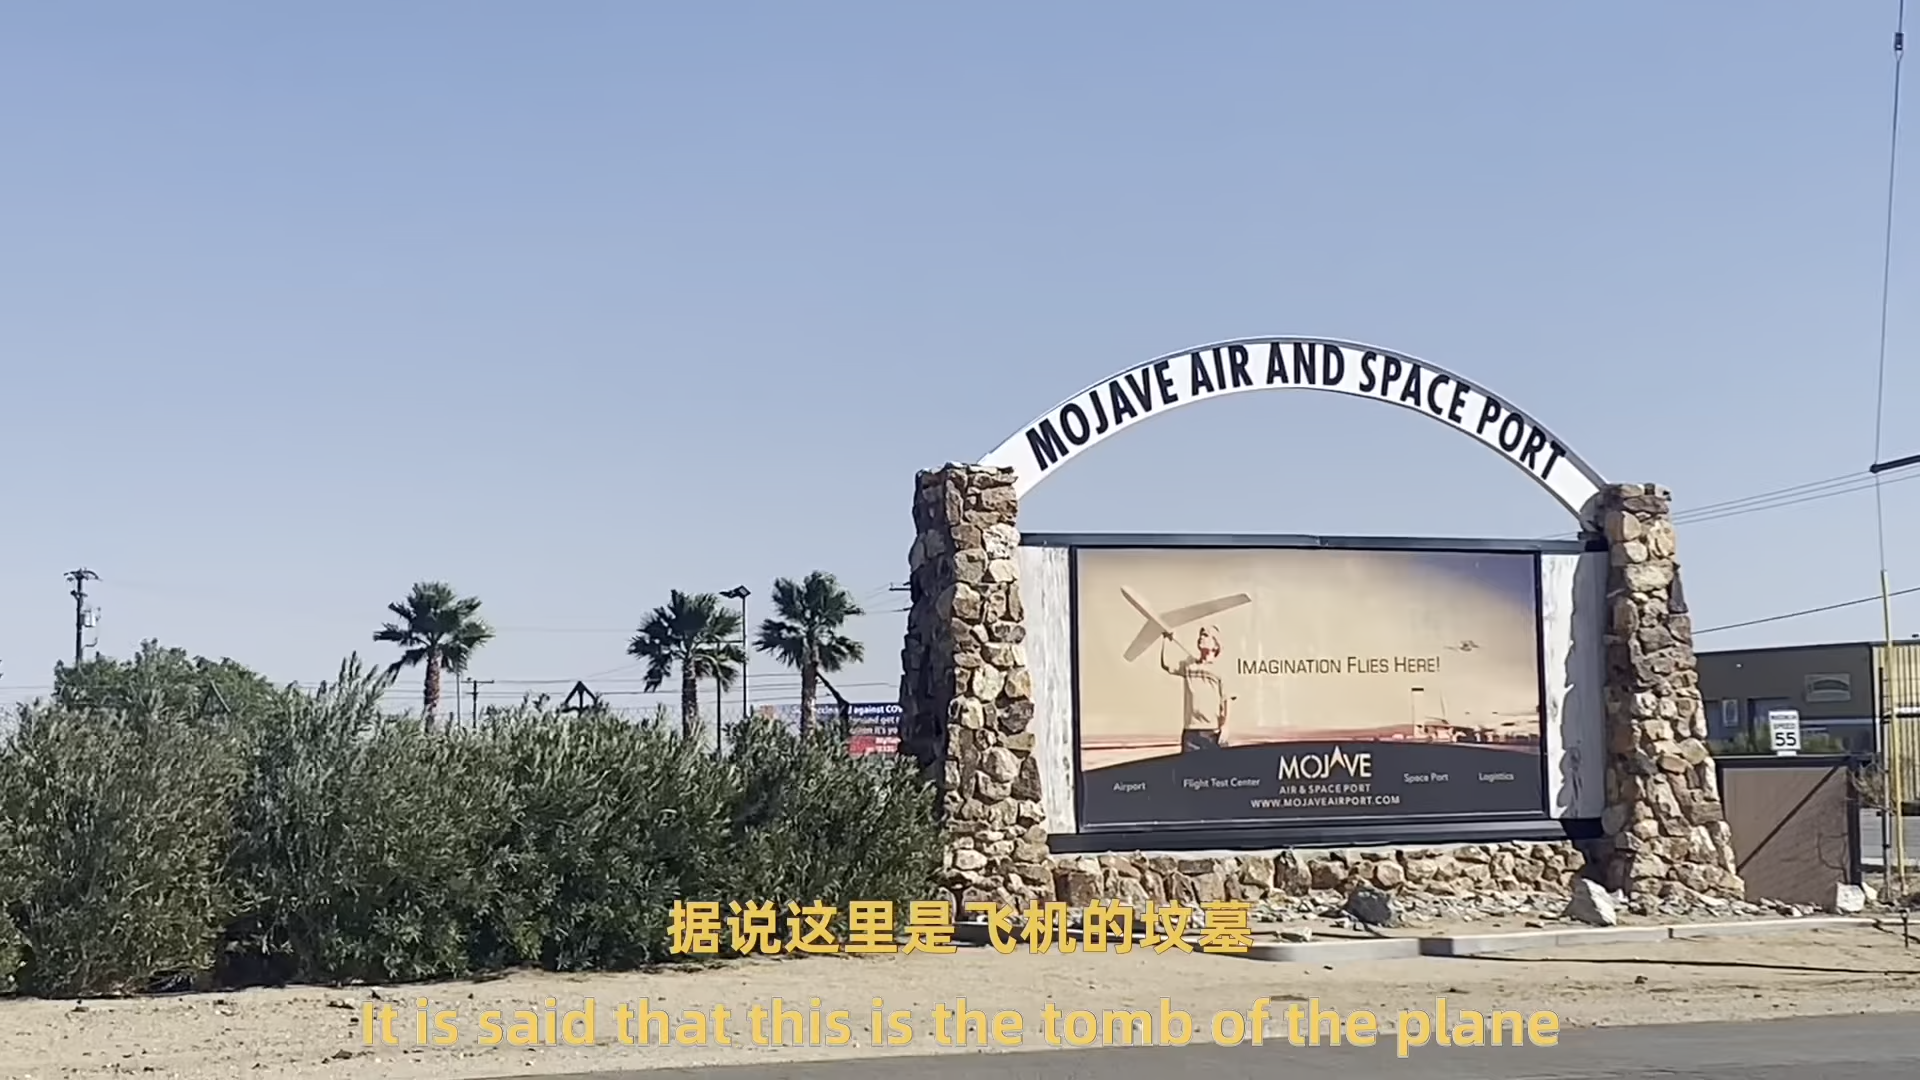 MOJAVE AIR AND SPACE PORT
IMAGINATION FLIES HERE!
MOJAVE
AIR & SPACE PORT
Airport
Flight Test Center
Space Port
Logistics
WWW.MOJAVEAIRPORT.COM
SPEED
55
against COV
据说这里是飞机的坟墓
It is said that this is the tomb of the plane